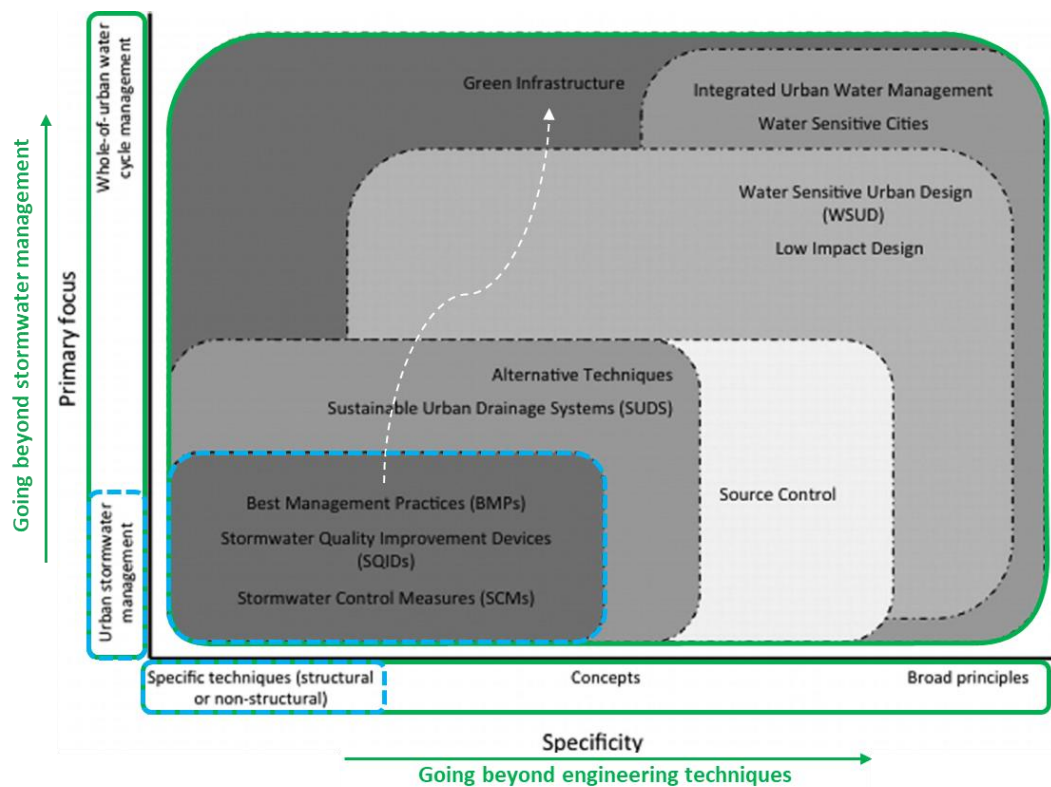 Going beyond stormwater management
Primary focus
Whole-of-urban water
cycle management
Urban stormwater
management
Green Infrastructure
Integrated Urban Water Management
Water Sensitive Cities
Water Sensitive Urban Design
(WSUD)
Low Impact Design
Alternative Techniques
Sustainable Urban Drainage Systems (SUDS)
Source Control
Best Management Practices (BMPs)
Stormwater Quality Improvement Devices
(SQIDs)
Stormwater Control Measures (SCMs)
Specific techniques (structural
or non-structural)
Concepts
Broad principles
Specificity
Going beyond engineering techniques